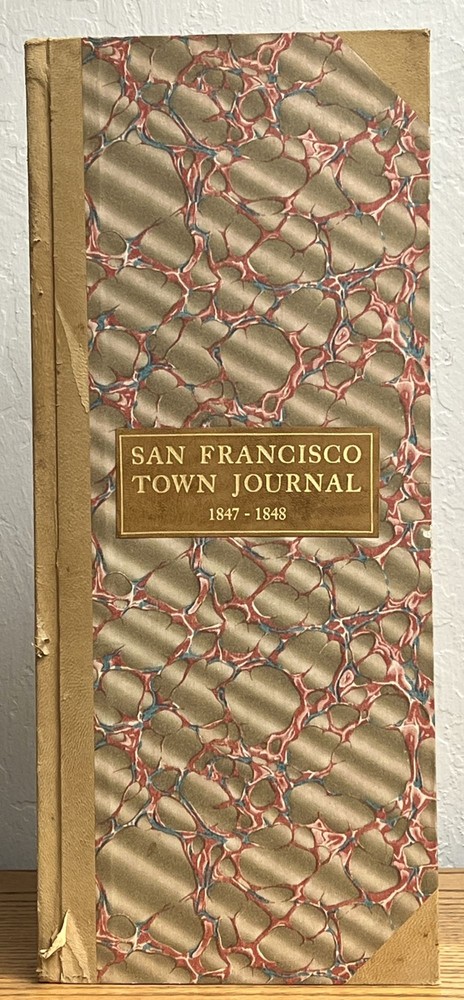 SAN FRANCISCO
TOWN JOURNAL
1847 - 1848